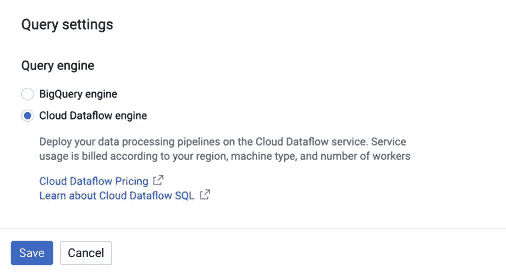 Query settings
Query engine
BigQuery engine
Cloud Dataflow engine
Deploy your data processing pipelines on the Cloud Dataflow service. Service
usage is billed according to your region, machine type, and number of workers
Cloud Dataflow Pricing
Learn about Cloud Dataflow SQL
Save Cancel